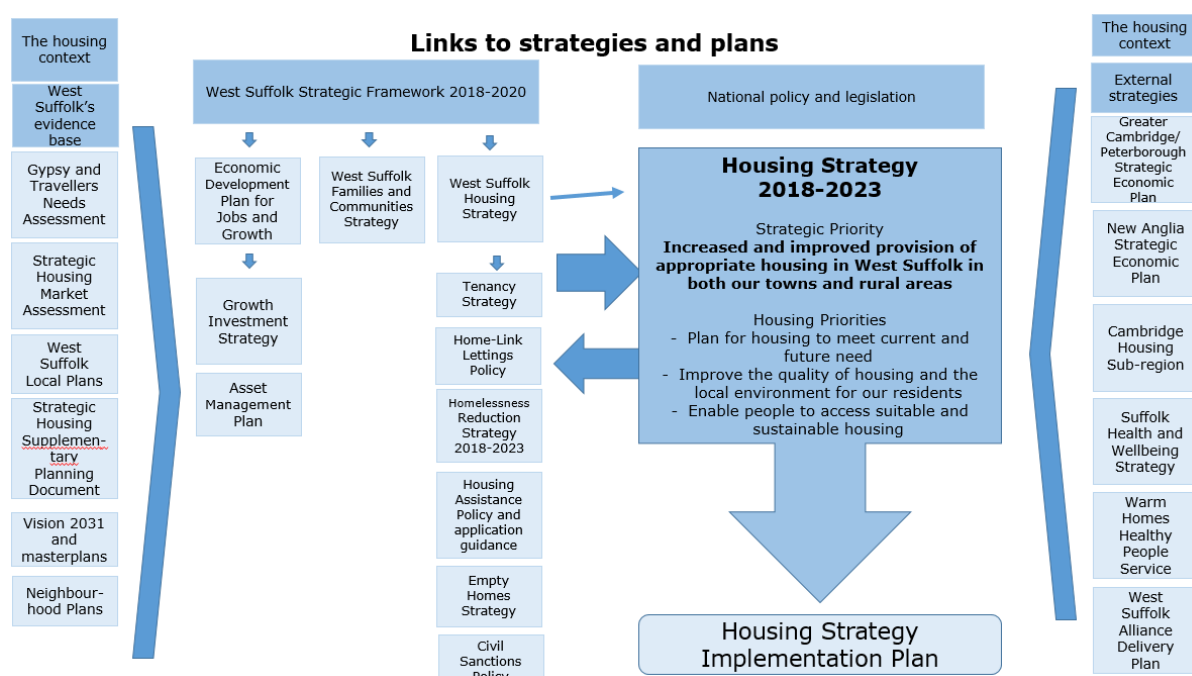 Links to strategies and plans
The housing
context
West
Suffolk's
evidence
base
Gypsy and
Travellers
Needs
Assessment
Strategic
Housing
Market
Assessment
West
Suffolk
Local Plans
Strategic
Housing
Supplemen-
tary
Planning
Document
Vision 2031
and
masterplans
Neighbour-
hood Plans
West Suffolk Strategic Framework 2018-2020
Economic
Development
Plan for
Jobs and
Growth
Growth
Investment
Strategy
Asset
Management
Plan
West Suffolk
Families and
Communities
Strategy
West Suffolk
Housing
Strategy
Tenancy
Strategy
Home-Link
Lettings
Policy
Homelessness
Reduction
Strategy
2018-2023
Housing
Assistance
Policy and
application
guidance
Empty
Homes
Strategy
Civil
Sanctions
Policy
National policy and legislation
Housing Strategy
2018-2023
Strategic Priority
Increased and improved provision of
appropriate housing in West Suffolk in
both our towns and rural areas
Housing Priorities
- Plan for housing to meet current and
future need
- Improve the quality of housing and the
local environment for our residents
- Enable people to access suitable and
sustainable housing
Housing Strategy
Implementation Plan
The housing
context
External
strategies
Greater
Cambridge/
Peterborough
Strategic
Economic
Plan
New Anglia
Strategic
Economic
Plan
Cambridge
Housing
Sub-region
Suffolk
Health and
Wellbeing
Strategy
Warm
Homes
Healthy
People
Service
West
Suffolk
Alliance
Delivery
Plan